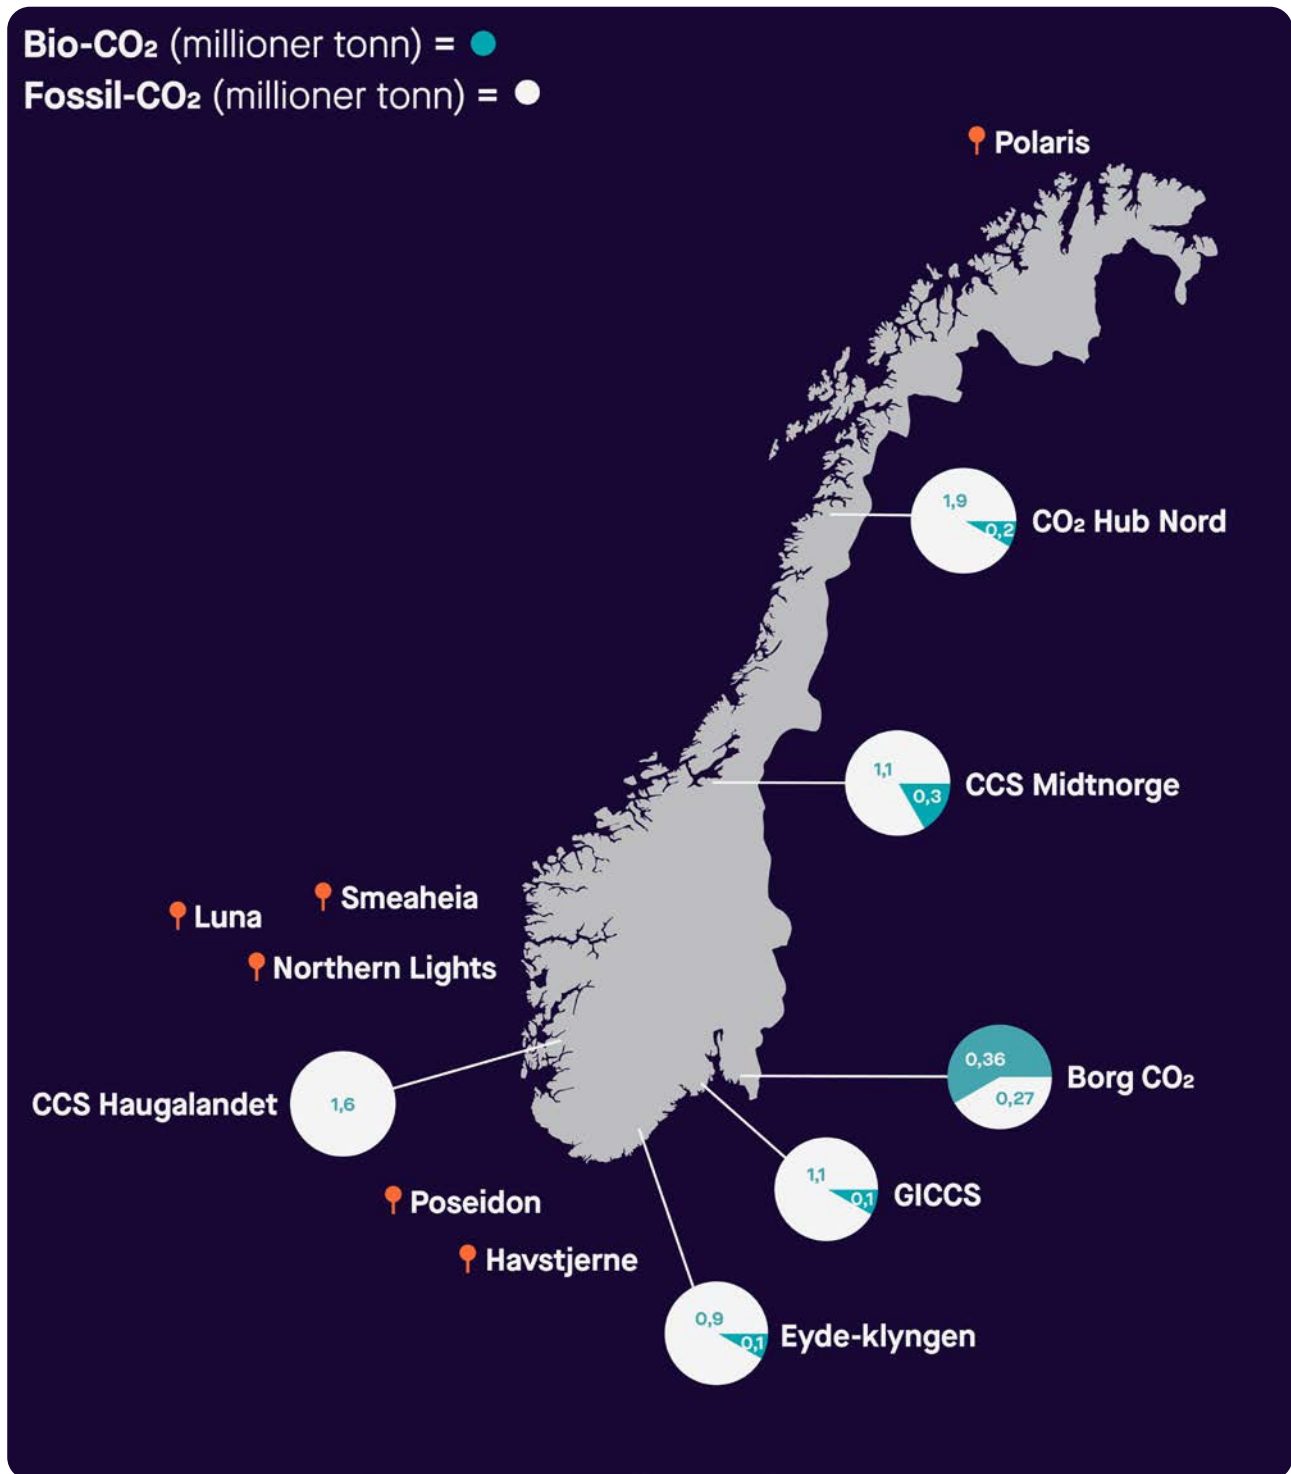 Bio-CO₂ (millioner tonn) =
Fossil-CO₂ (millioner tonn) =
Polaris
1,9
0,2
CO₂ Hub Nord
1,1
0,3
CCS Midtnorge
Smeaheia
Luna
Northern Lights
0,36
0,27
Borg CO₂
CCS Haugalandet
1,6
1,1
0,1
GICCS
Poseidon
Havstjerne
0,9
0,1
Eyde-klyngen